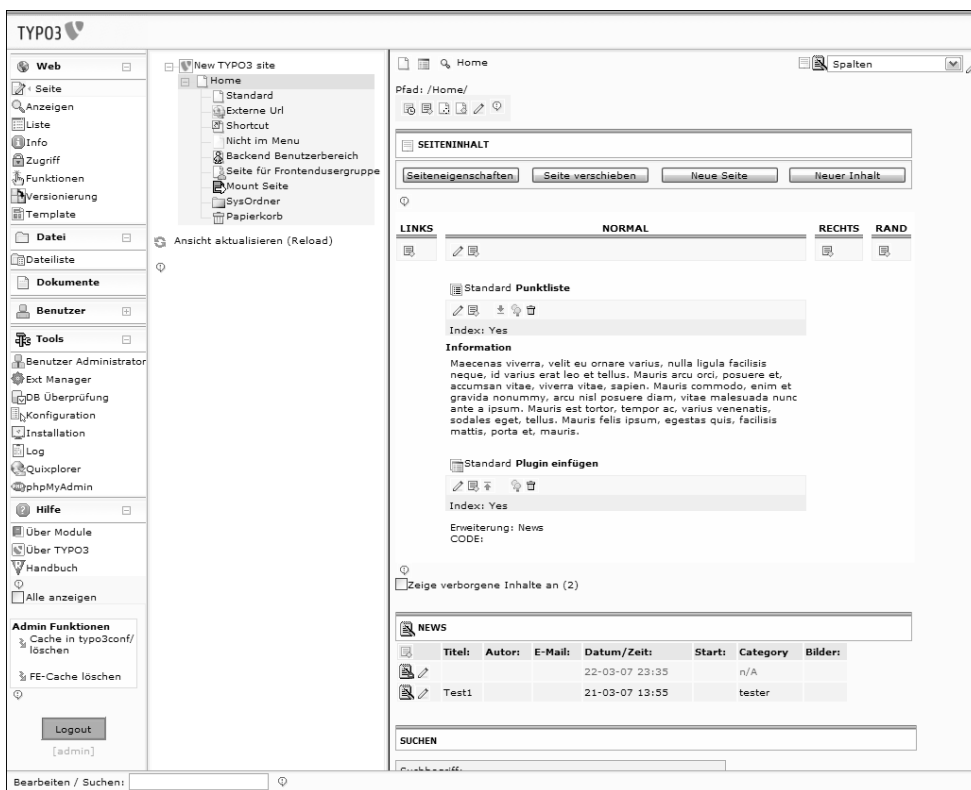 TYPO3
Web
Seite
Anzeigen
Liste
Info
Zugriff
Funktionen
Versionierung
Template
Datei
Dateiliste
Dokumente
Benutzer
Tools
Benutzer Administrator
Ext Manager
DB Überprüfung
Konfiguration
Installation
Log
Quixplorer
phpMyAdmin
Hilfe
Über Module
Über TYPO3
Handbuch
Alle anzeigen
Admin Funktionen
Cache in typo3conf/
löschen
FE-Cache löschen
Logout
[admin]
New TYPO3 site
Home
Standard
Externe Url
Shortcut
Nicht im Menu
Backend Benutzerbereich
Seite für Frontendusergruppe
Mount Seite
SysOrdner
Papierkorb
Ansicht aktualisieren (Reload)
Home Spalten
Pfad: /Home/
SEITENINHALT
Seiteneigenschaften Seite verschieben Neue Seite Neuer Inhalt
LINKS NORMAL RECHTS RAND
Standard Punktliste
Index: Yes
Information
Maecenas viverra, velit eu ornare varius, nulla ligula facilisis
neque, id varius erat leo et tellus. Mauris arcu orci, posuere et,
accumsan vitae, viverra vitae, sapien. Mauris commodo, enim et
gravida nonummy, arcu nisl posuere diam, vitae malesuada nunc
ante a ipsum. Mauris est tortor, tempor ac, varius venenatis,
sodales eget, tellus. Mauris felis ipsum, egestas quis, facilisis
mattis, porta et, mauris.
Standard Plugin einfügen
Index: Yes
Erweiterung: News
CODE:
Zeige verborgene Inhalte an (2)
NEWS
Titel: Autor: E-Mail: Datum/Zeit: Start: Category Bilder:
22-03-07 23:35 n/A
Test1 21-03-07 13:55 tester
SUCHEN
Suchbegriff:
Bearbeiten / Suchen: